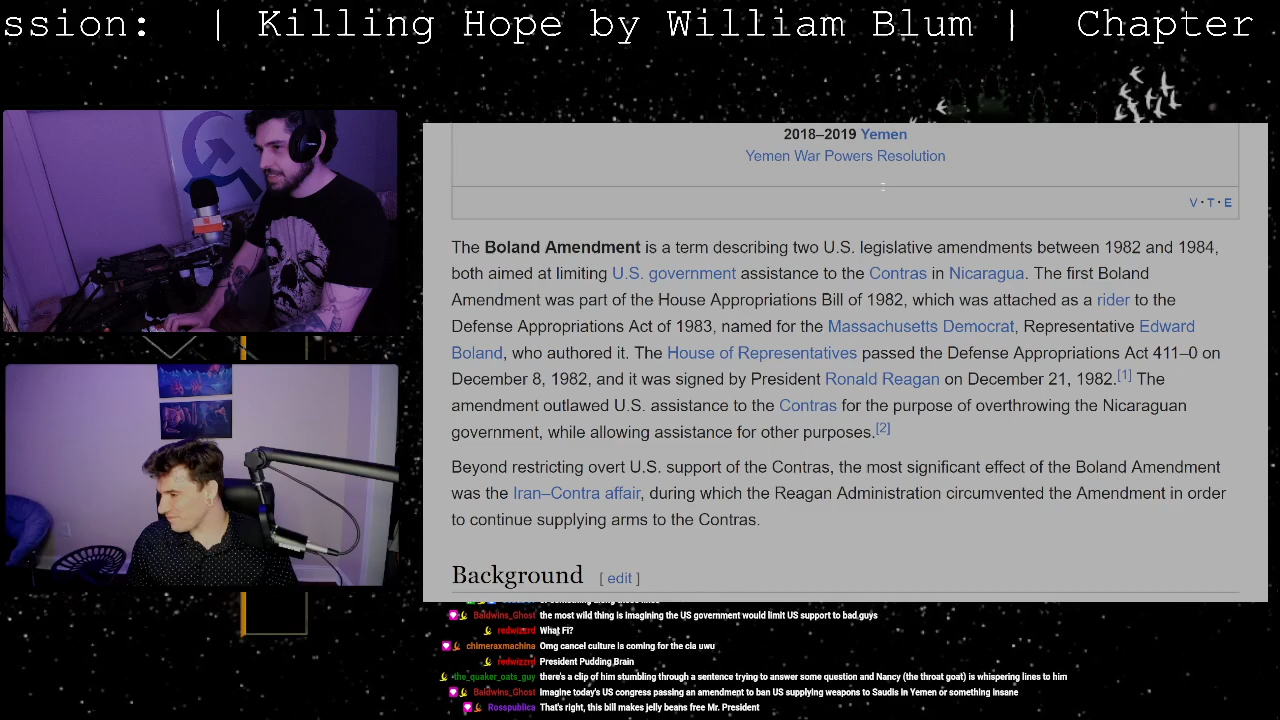 ssion:  | Killing Hope by William Blum |  Chapter
2018–2019 Yemen
Yemen War Powers Resolution
V · T · E
The Boland Amendment is a term describing two U.S. legislative amendments between 1982 and 1984,
both aimed at limiting U.S. government assistance to the Contras in Nicaragua. The first Boland
Amendment was part of the House Appropriations Bill of 1982, which was attached as a rider to the
Defense Appropriations Act of 1983, named for the Massachusetts Democrat, Representative Edward
Boland, who authored it. The House of Representatives passed the Defense Appropriations Act 411–0 on
December 8, 1982, and it was signed by President Ronald Reagan on December 21, 1982.[1] The
amendment outlawed U.S. assistance to the Contras for the purpose of overthrowing the Nicaraguan
government, while allowing assistance for other purposes.[2]
Beyond restricting overt U.S. support of the Contras, the most significant effect of the Boland Amendment
was the Iran–Contra affair, during which the Reagan Administration circumvented the Amendment in order
to continue supplying arms to the Contras.
Background [ edit ]
Baldwins_Ghost the most wild thing is imagining the US government would limit US support to bad guys
redwizzrd What FI?
chimeraxmachina Omg cancel culture is coming for the cia uwu
redwizzrd President Pudding Brain
the_quaker_oats_guy there's a clip of him stumbling through a sentence trying to answer some question and Nancy (the throat goat) is whispering lines to him
Baldwins_Ghost Imagine today's US congress passing an amendment to ban US supplying weapons to Saudis in Yemen or something insane
Rosspublica That's right, this bill makes jelly beans free Mr. President